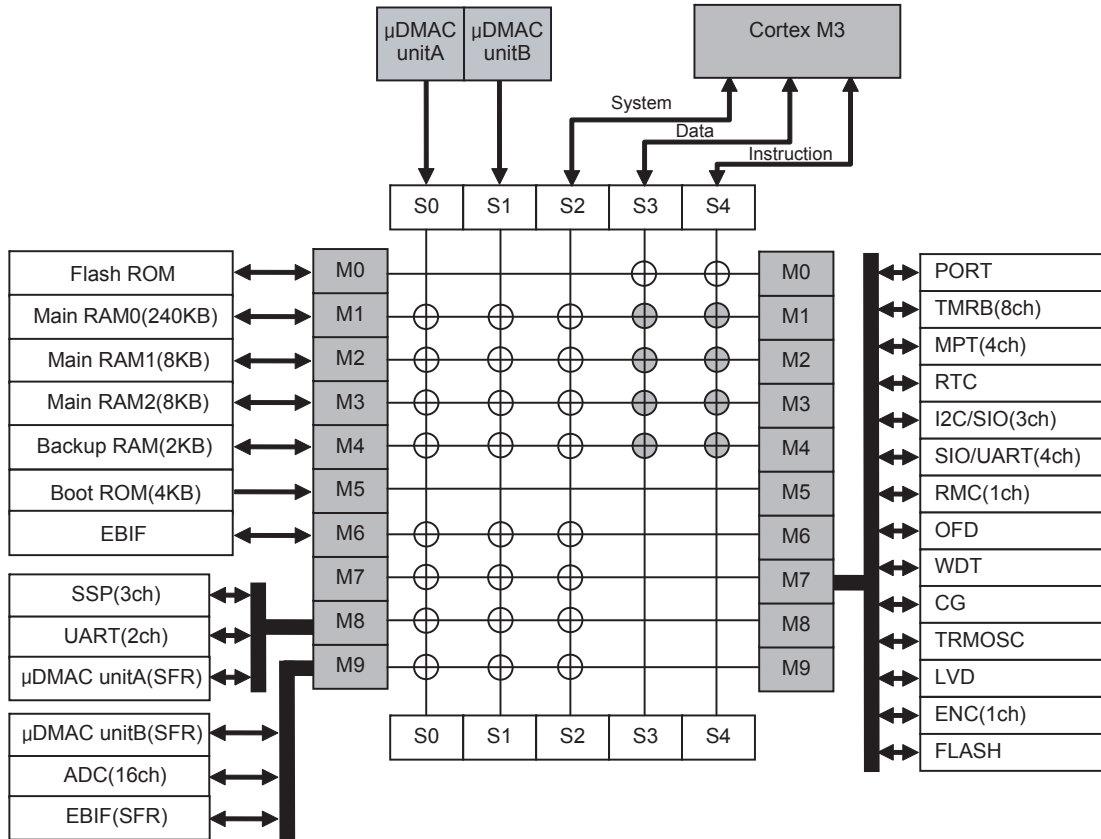 µDMAC
unitA
µDMAC
unitB
Cortex M3
System
Data
Instruction
S0
S1
S2
S3
S4
Flash ROM
Main RAM0(240KB)
Main RAM1(8KB)
Main RAM2(8KB)
Backup RAM(2KB)
Boot ROM(4KB)
EBIF
SSP(3ch)
UART(2ch)
µDMAC unitA(SFR)
µDMAC unitB(SFR)
ADC(16ch)
EBIF(SFR)
M0
M1
M2
M3
M4
M5
M6
M7
M8
M9
M0
M1
M2
M3
M4
M5
M6
M7
M8
M9
PORT
TMRB(8ch)
MPT(4ch)
RTC
I2C/SIO(3ch)
SIO/UART(4ch)
RMC(1ch)
OFD
WDT
CG
TRMOSC
LVD
ENC(1ch)
FLASH
S0
S1
S2
S3
S4